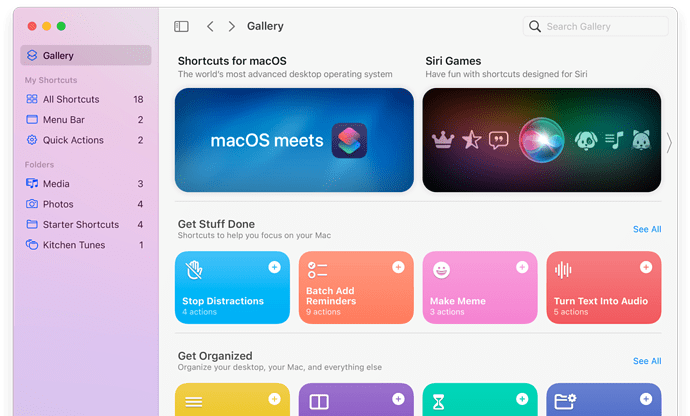 Gallery
Search Gallery
Gallery
My Shortcuts
All Shortcuts 18
Menu Bar 2
Quick Actions 2
Folders
Media 3
Photos 4
Starter Shortcuts 4
Kitchen Tunes 1
Shortcuts for macOS
The world's most advanced desktop operating system
macOS meets
Siri Games
Have fun with shortcuts designed for Siri
Get Stuff Done
Shortcuts to help you focus on your Mac
See All
Stop Distractions
4 actions
Batch Add
Reminders
9 actions
Make Meme
3 actions
Turn Text Into Audio
5 actions
Get Organized
Organize your desktop, your Mac, and everything else
See All